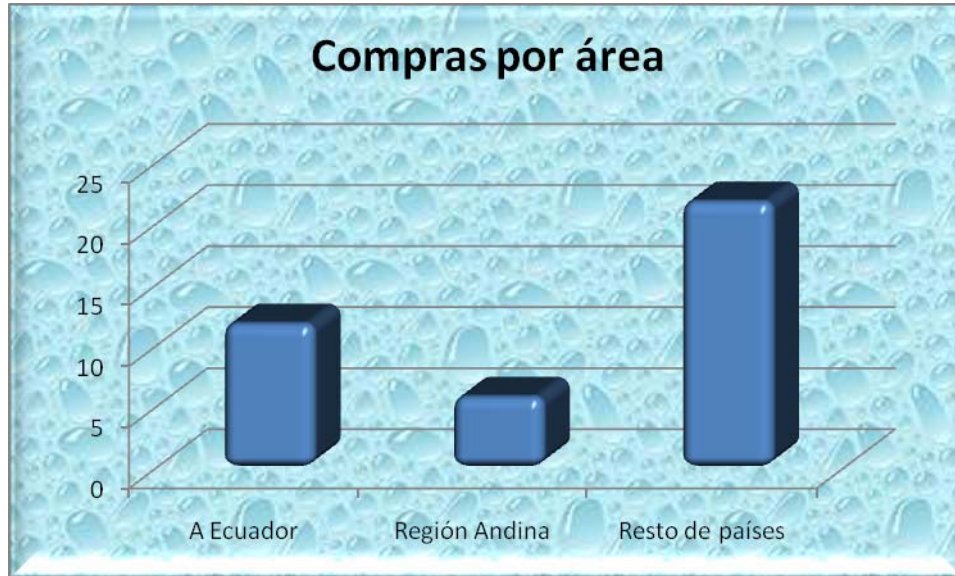 Compras por área
25
20
15
10
5
0
A Ecuador
Región Andina
Resto de países